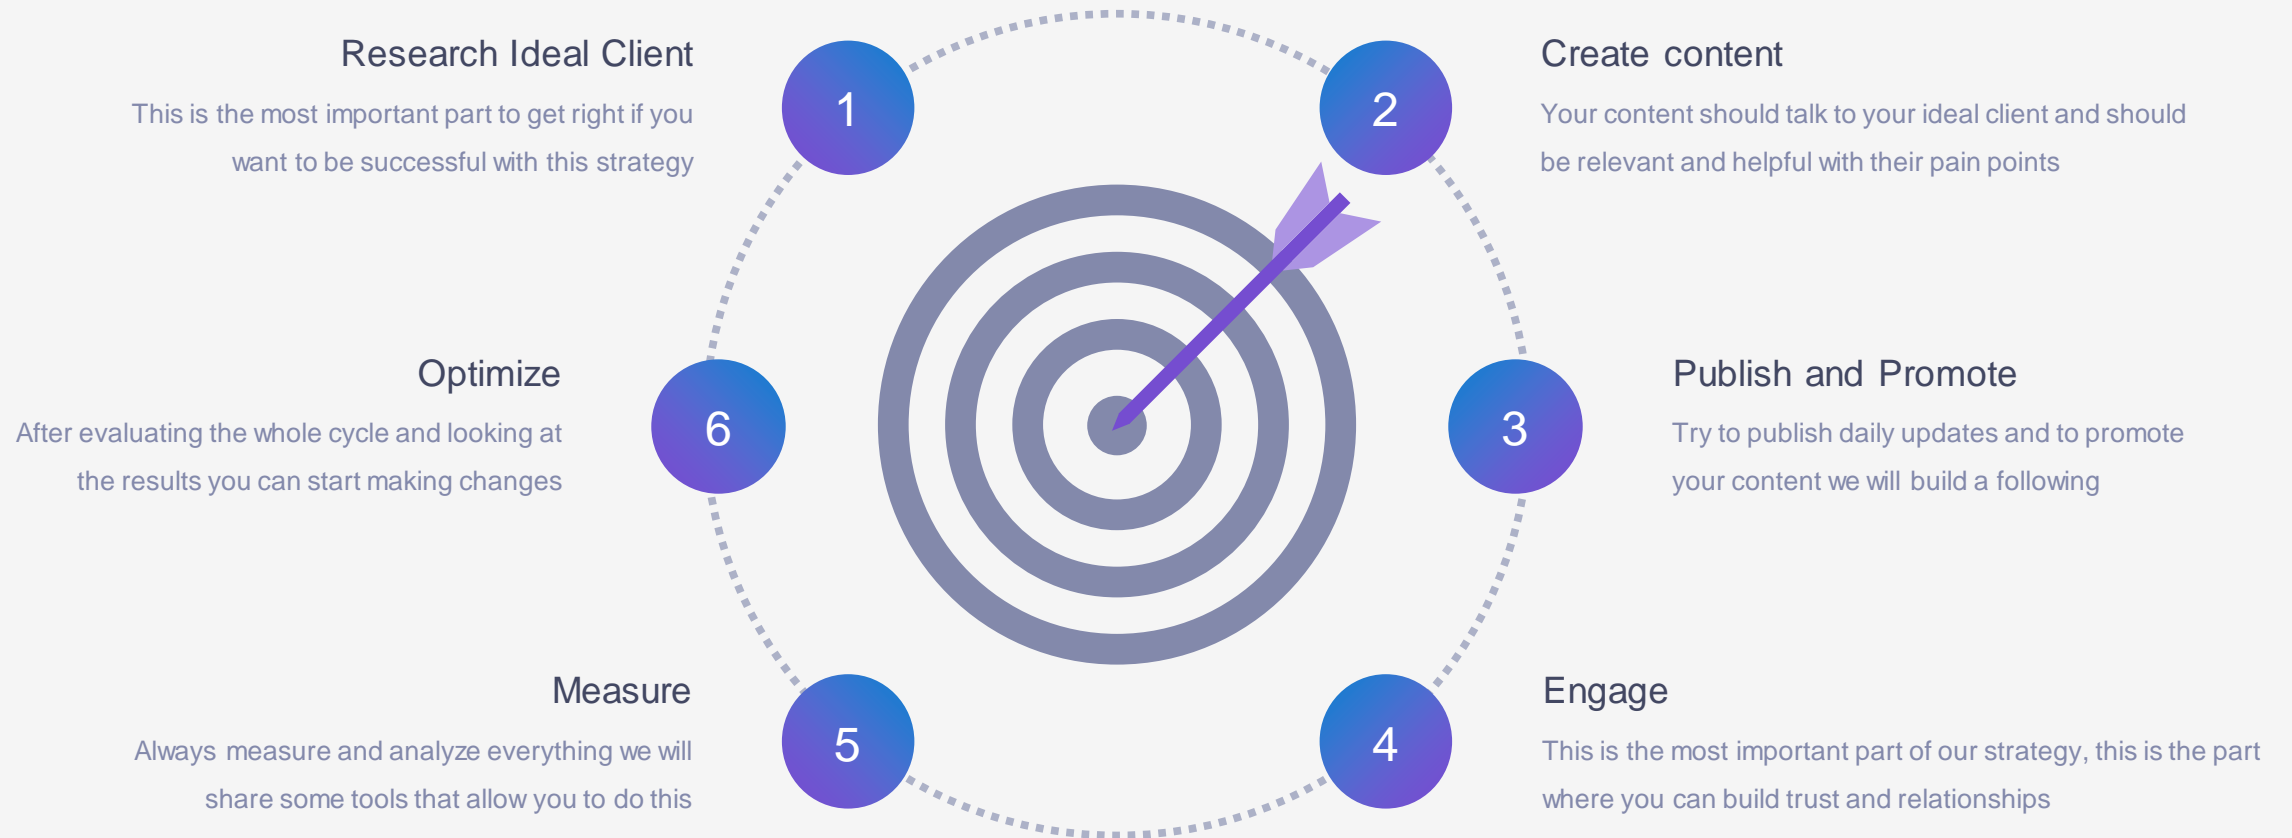 1
Research Ideal Client
This is the most important part to get right if you
want to be successful with this strategy
2
Create content
Your content should talk to your ideal client and should
be relevant and helpful with their pain points
3
Publish and Promote
Try to publish daily updates and to promote
your content we will build a following
4
Engage
This is the most important part of our strategy, this is the part
where you can build trust and relationships
5
Measure
Always measure and analyze everything we will
share some tools that allow you to do this
6
Optimize
After evaluating the whole cycle and looking at
the results you can start making changes